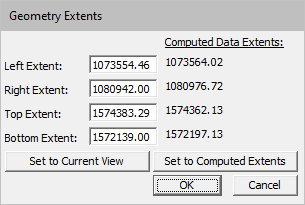 Geometry Extents
Computed Data Extents:
Left Extent: 1073554.46 1073564.02
Right Extent: 1080942.00 1080976.72
Top Extent: 1574383.29 1574362.13
Bottom Extent: 1572139.00 1572197.13
Set to Current View Set to Computed Extents
OK Cancel